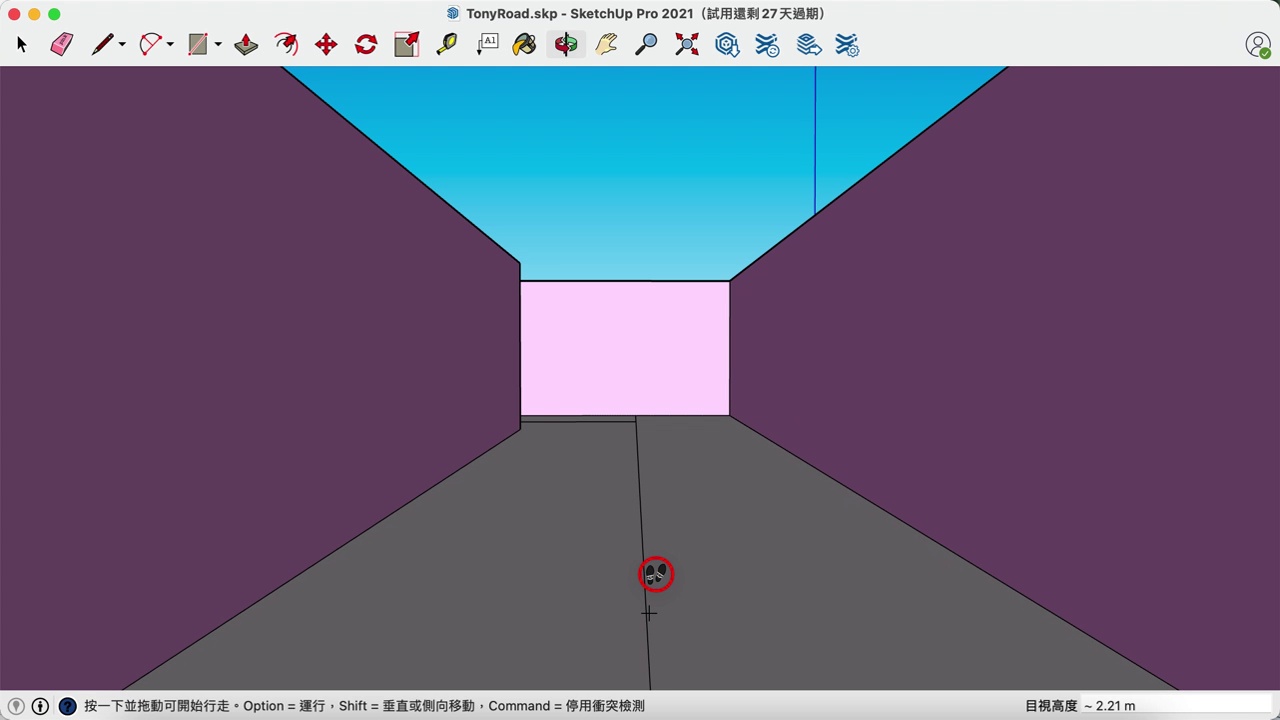 TonyRoad.skp - SketchUp Pro 2021（試用還剩 27 天過期）
A1
按一下並拖動可開始行走。Option = 運行，Shift = 垂直或側向移動，Command = 停用衝突檢測
目視高度 ~ 2.21 m